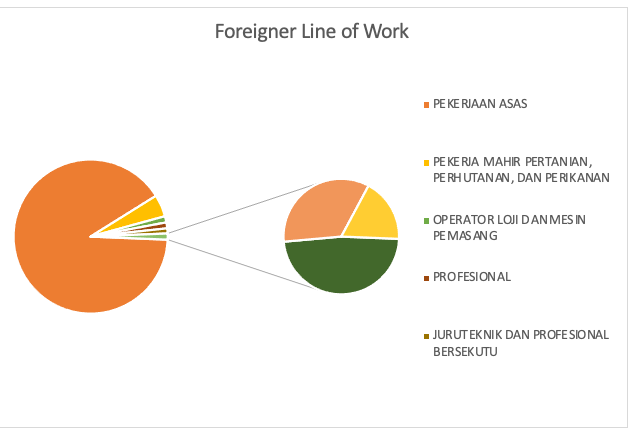 Foreigner Line of Work
PEKERJAAN ASAS
PEKERJA MAHIR PERTANIAN,
PERHUTANAN, DAN PERIKANAN
OPERATOR LOJI DAN MESIN
PEMASANG
PROFESIONAL
JURUTEKNIK DAN PROFESIONAL
BERSEKUTU